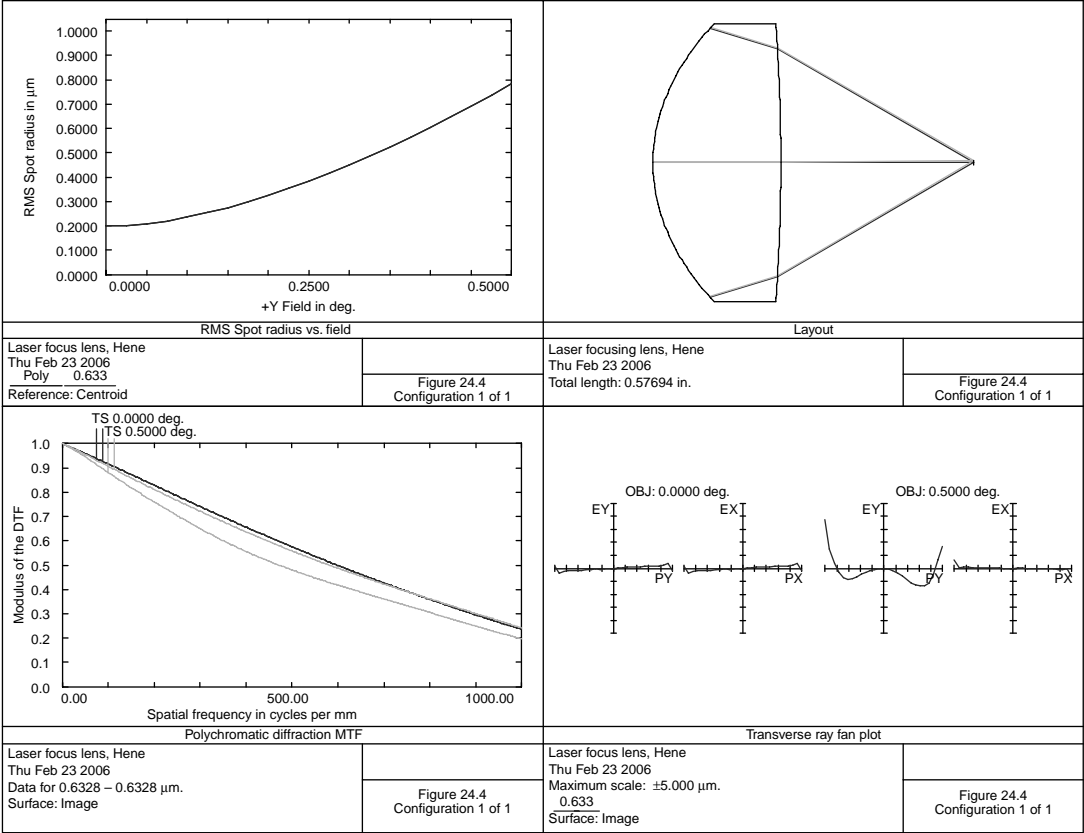 1.0000
0.9000
0.8000
0.7000
0.6000
0.5000
0.4000
0.3000
0.2000
0.1000
0.0000
RMS Spot radius in μm
0.0000 0.2500 0.5000
+Y Field in deg.
RMS Spot radius vs. field
Laser focus lens, Hene
Thu Feb 23 2006
Poly 0.633
Reference: Centroid
Figure 24.4
Configuration 1 of 1
Layout
Laser focusing lens, Hene
Thu Feb 23 2006
Total length: 0.57694 in.
Figure 24.4
Configuration 1 of 1
TS 0.0000 deg.
TS 0.5000 deg.
1.0
0.9
0.8
0.7
0.6
0.5
0.4
0.3
0.2
0.1
0.0
Modulus of the DTF
0.00 500.00 1000.00
Spatial frequency in cycles per mm
Polychromatic diffraction MTF
Laser focus lens, Hene
Thu Feb 23 2006
Data for 0.6328 – 0.6328 μm.
Surface: Image
Figure 24.4
Configuration 1 of 1
OBJ: 0.0000 deg. OBJ: 0.5000 deg.
EY EX EY EX
PY PX PY PX
Transverse ray fan plot
Laser focus lens, Hene
Thu Feb 23 2006
Maximum scale: ±5.000 μm.
0.633
Surface: Image
Figure 24.4
Configuration 1 of 1